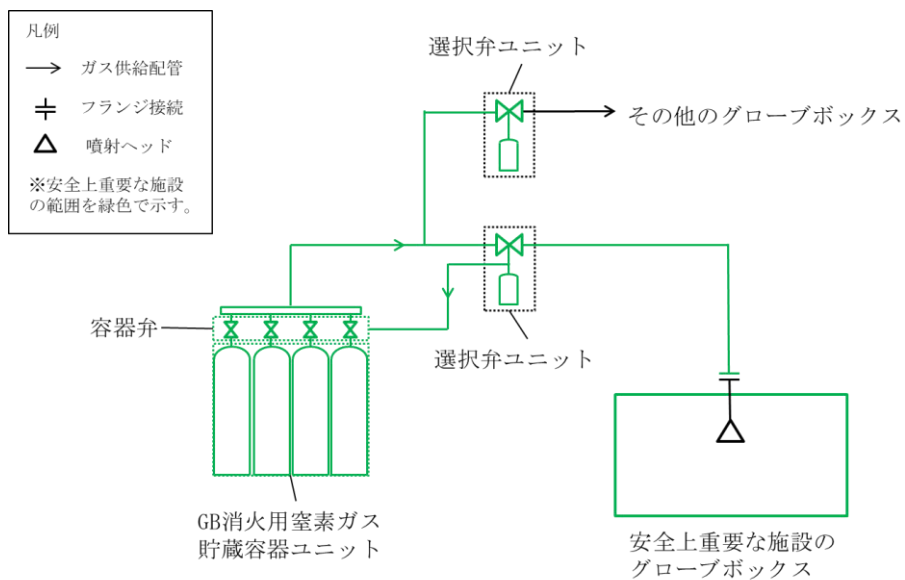 凡例
ガス供給配管
フランジ接続
噴射ヘッド
※安全上重要な施設
の範囲を緑色で示す。
選択弁ユニット
その他のグローブボックス
容器弁
選択弁ユニット
GB消火用窒素ガス
貯蔵容器ユニット
安全上重要な施設の
グローブボックス